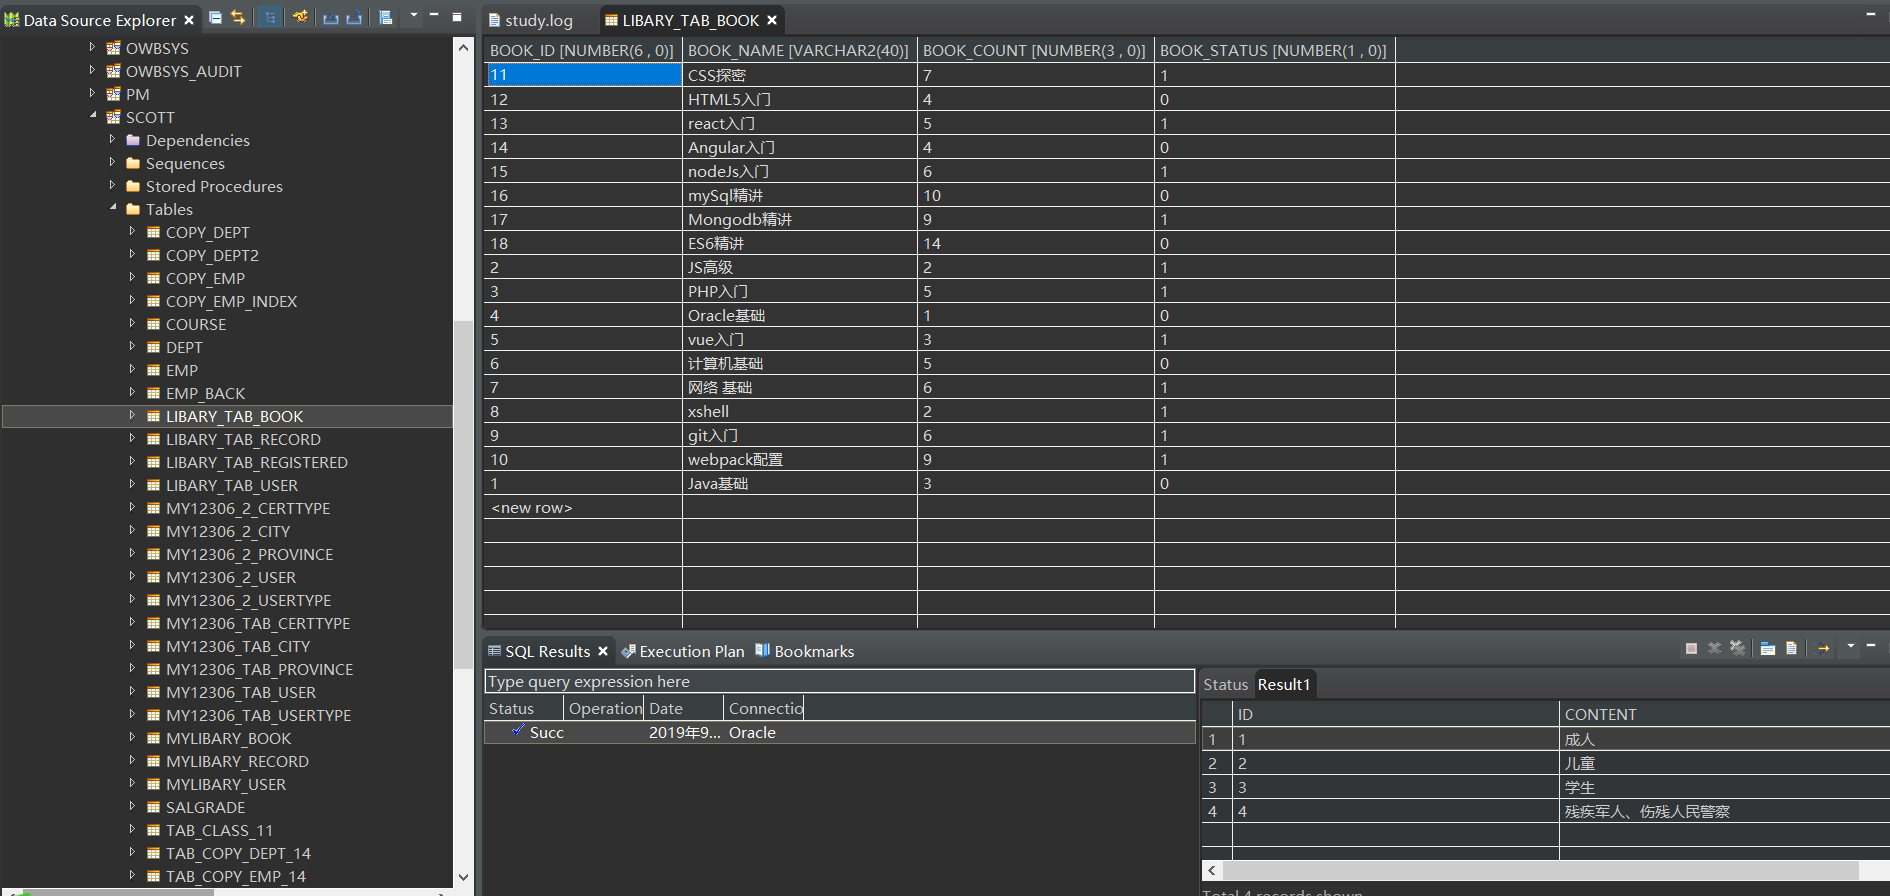 Data Source Explorer
OWBSYS
OWBSYS_AUDIT
PM
SCOTT
Dependencies
Sequences
Stored Procedures
Tables
COPY_DEPT
COPY_DEPT2
COPY_EMP
COPY_EMP_INDEX
COURSE
DEPT
EMP
EMP_BACK
LIBARY_TAB_BOOK
LIBARY_TAB_RECORD
LIBARY_TAB_REGISTERED
LIBARY_TAB_USER
MY12306_2_CERTTYPE
MY12306_2_CITY
MY12306_2_PROVINCE
MY12306_2_USER
MY12306_2_USERTYPE
MY12306_TAB_CERTTYPE
MY12306_TAB_CITY
MY12306_TAB_PROVINCE
MY12306_TAB_USER
MY12306_TAB_USERTYPE
MYLIBARY_BOOK
MYLIBARY_RECORD
MYLIBARY_USER
SALGRADE
TAB_CLASS_11
TAB_COPY_DEPT_14
TAB_COPY_EMP_14
study.log LIBARY_TAB_BOOK
BOOK_ID [NUMBER(6 , 0)] BOOK_NAME [VARCHAR2(40)] BOOK_COUNT [NUMBER(3 , 0)] BOOK_STATUS [NUMBER(1 , 0)]
11 CSS探密 7 1
12 HTML5入门 4 0
13 react入门 5 1
14 Angular入门 4 0
15 nodeJs入门 6 1
16 mySql精讲 10 0
17 Mongodb精讲 9 1
18 ES6精讲 14 0
2 JS高级 2 1
3 PHP入门 5 1
4 Oracle基础 1 0
5 vue入门 3 1
6 计算机基础 5 0
7 网络 基础 6 1
8 xshell 2 1
9 git入门 6 1
10 webpack配置 9 1
1 Java基础 3 0
<new row>
SQL Results Execution Plan Bookmarks
Type query expression here
Status Operation Date Connectio
Succ 2019年9... Oracle
Status Result1
ID CONTENT
1 1 成人
2 2 儿童
3 3 学生
4 4 残疾军人、伤残人民警察
Total 4 records shown